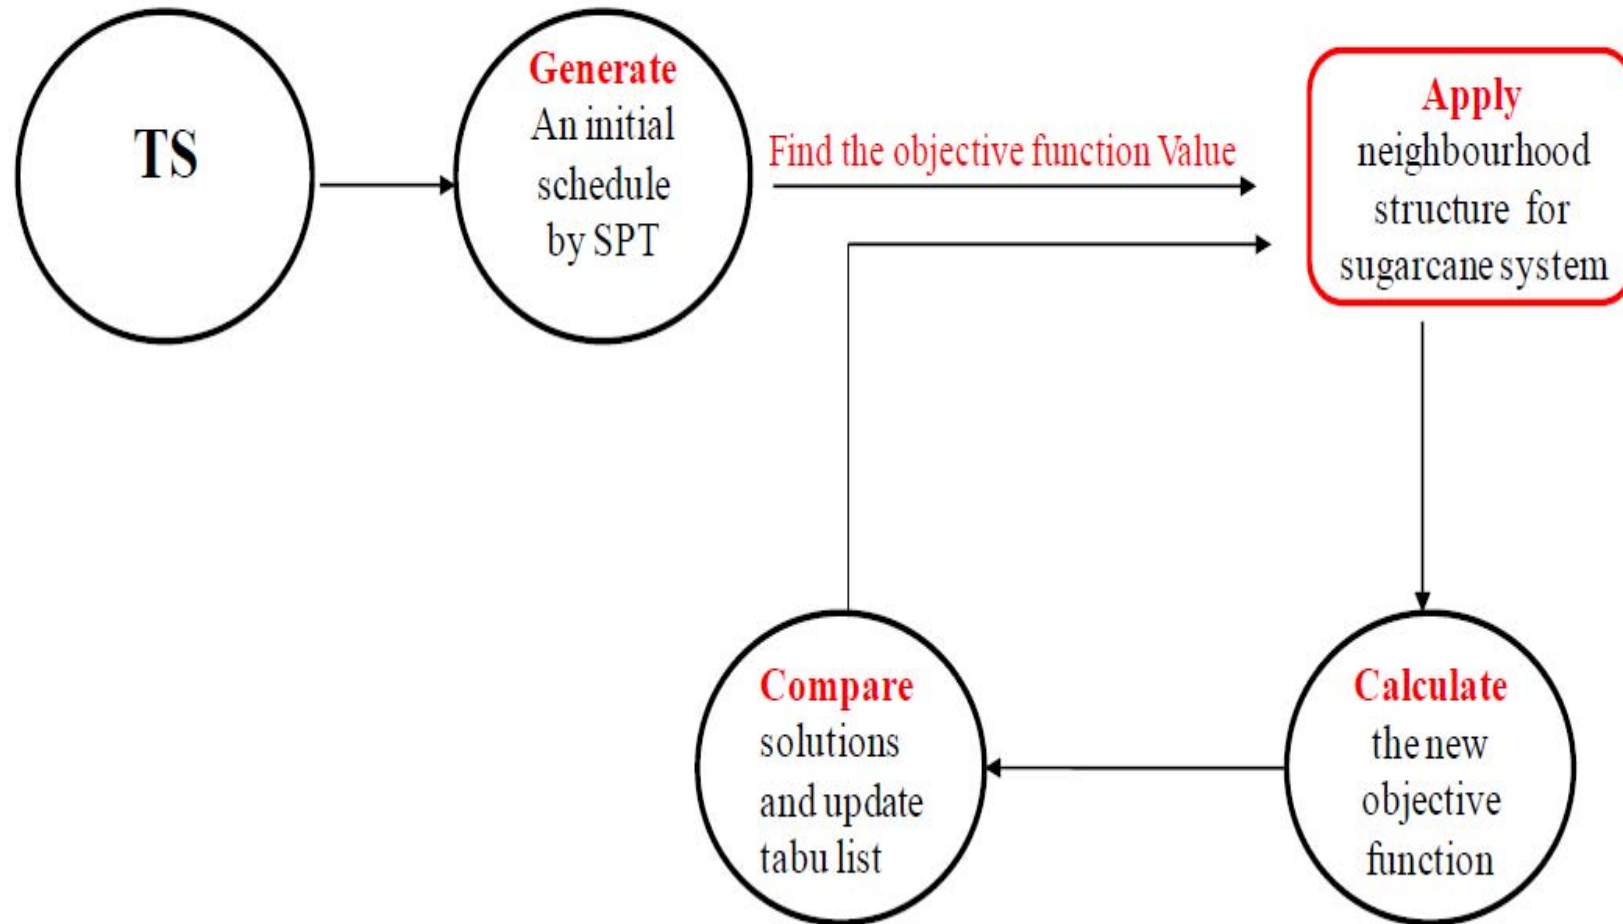 TS
Generate
An initial
schedule
by SPT
Find the objective function Value
Apply
neighbourhood
structure for
sugarcane system
Calculate
the new
objective
function
Compare
solutions
and update
tabu list